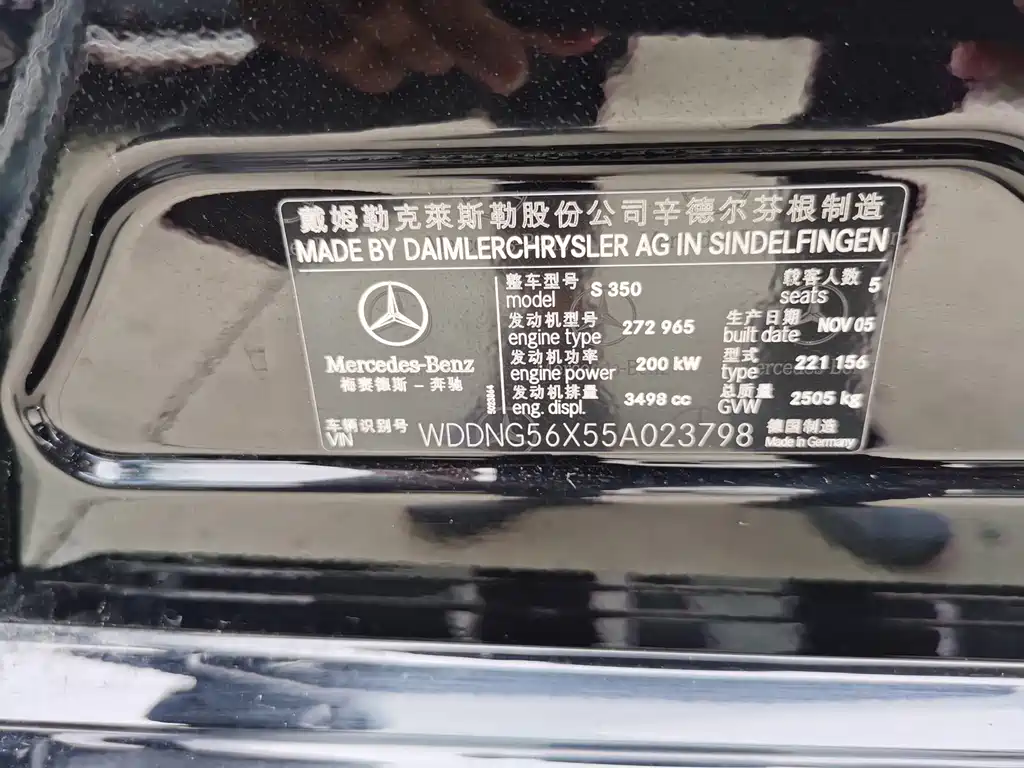 戴姆勒克莱斯勒股份公司辛德尔芬根制造
MADE BY DAIMLERCHRYSLER AG IN SINDELFINGEN
Mercedes-Benz
梅赛德斯－奔驰
整车型号 S 350 载客人数 5
model seats
发动机型号 272 965 生产日期 NOV 05
engine type built date
发动机功率 200 kW 型式 221 156
engine power type
发动机排量 3498 cc 总质量 2505 kg
eng. displ. GVW
车辆识别号 WDDNG56X55A023798 德国制造
VIN Made in Germany